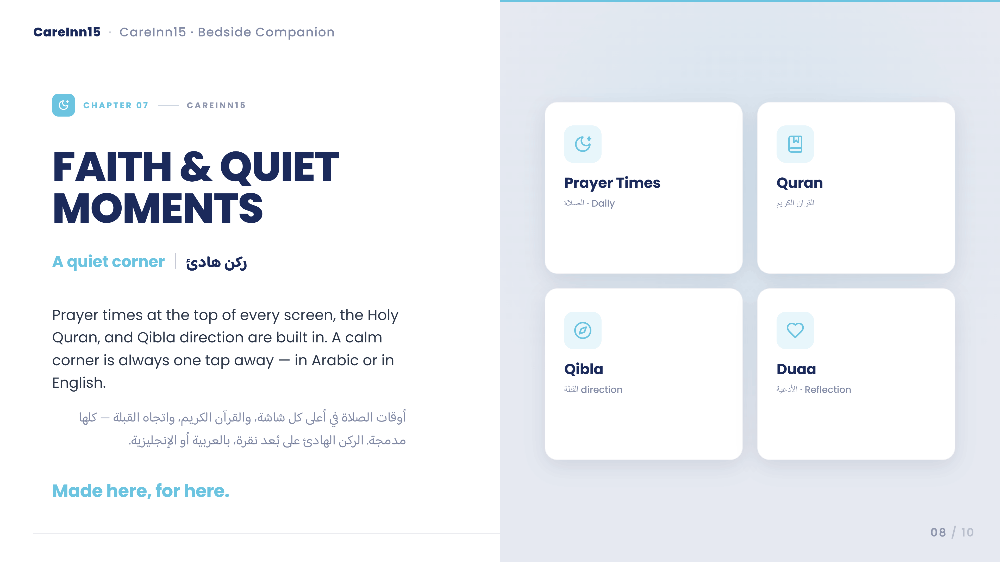 CareInn15 · CareInn15 · Bedside Companion
CHAPTER 07 — CAREINN15
FAITH & QUIET
MOMENTS
A quiet corner | ركن هادئ
Prayer times at the top of every screen, the Holy
Quran, and Qibla direction are built in. A calm
corner is always one tap away — in Arabic or in
English.
أوقات الصلاة في أعلى كل شاشة، والقرآن الكريم، واتجاه القبلة — كلها
مدمجة. الركن الهادئ على بُعد نقرة، بالعربية أو الإنجليزية.
Made here, for here.
Prayer Times
الصلاة · Daily
Quran
القرآن الكريم
Qibla
القبلة direction
Duaa
الأدعية · Reflection
08 / 10